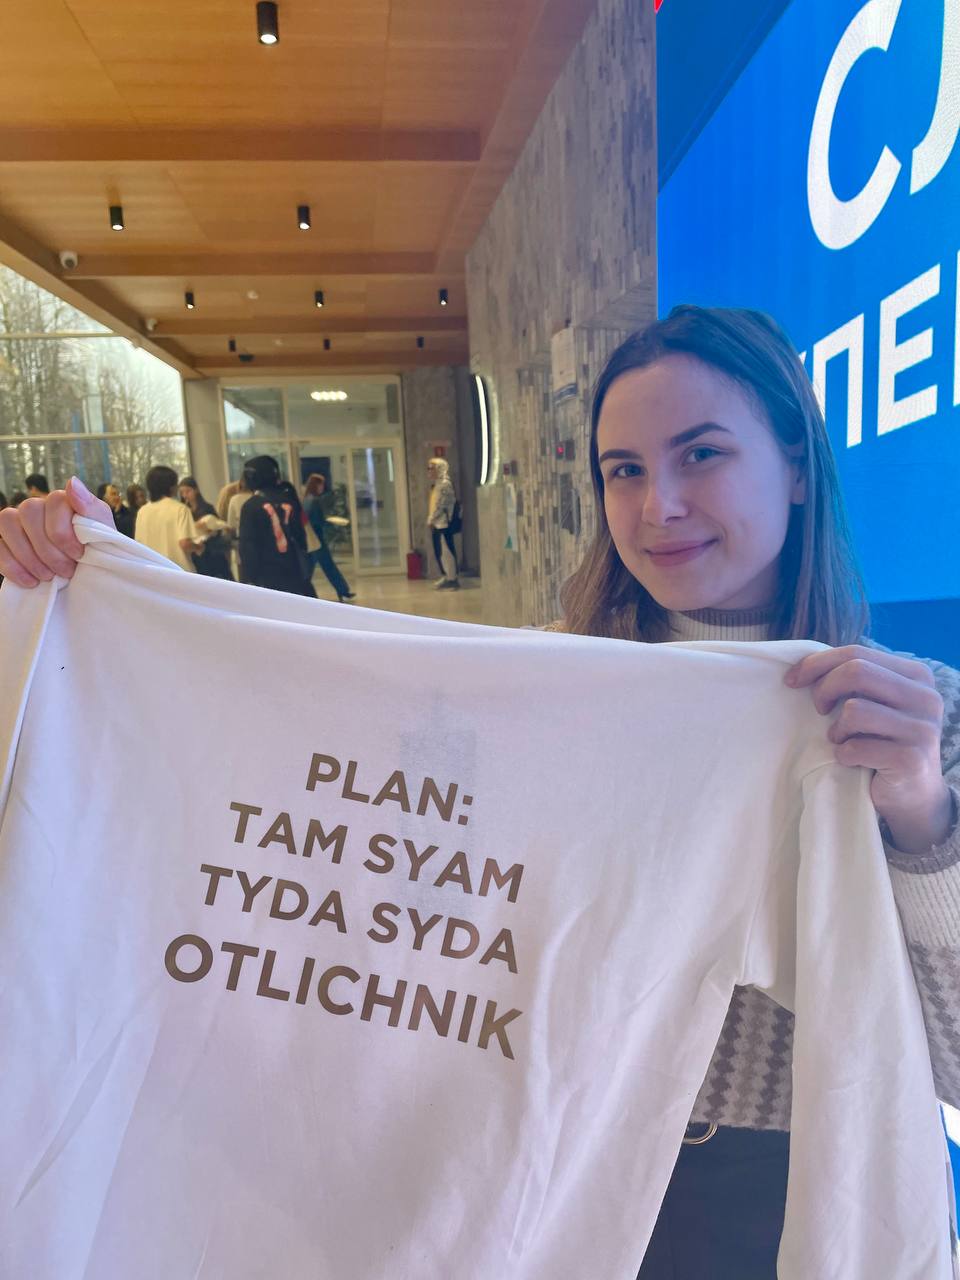 PLAN:
TAM SYAM
TYDA SYDA
OTLICHNIK